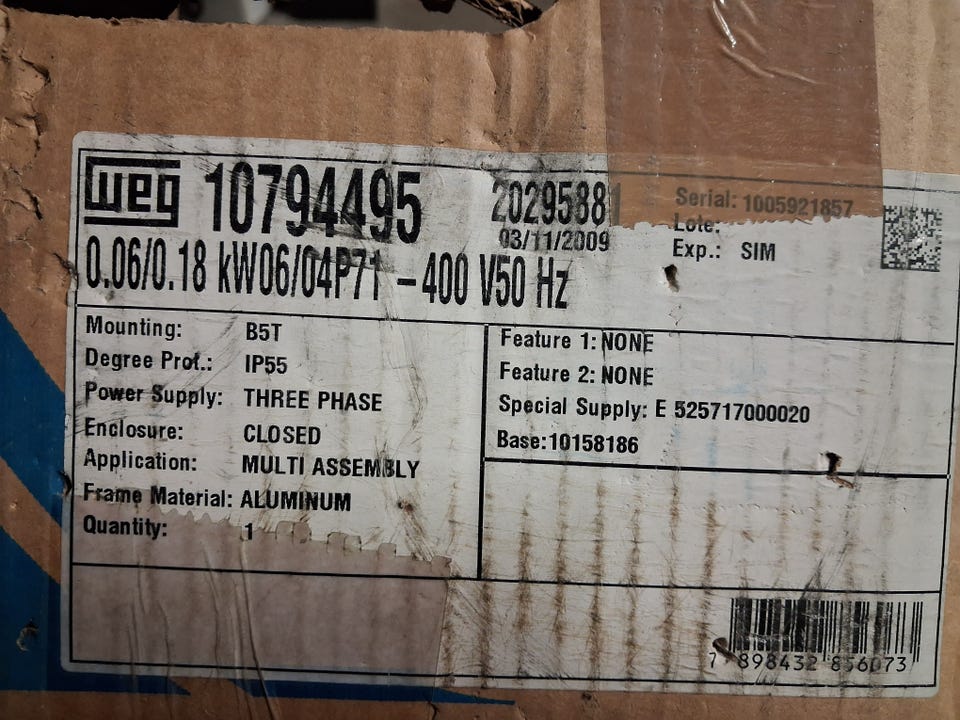 weg 10794495 20295881 Serial: 1005921857
03/11/2009 Lote:
Exp.: SIM
0.06/0.18 kW06/04P71 – 400 V50 Hz
Mounting: B5T
Degree Prot.: IP55
Power Supply: THREE PHASE
Enclosure: CLOSED
Application: MULTI ASSEMBLY
Frame Material: ALUMINUM
Quantity: 1
Feature 1: NONE
Feature 2: NONE
Special Supply: E 525717000020
Base:10158186
7 898432 856073